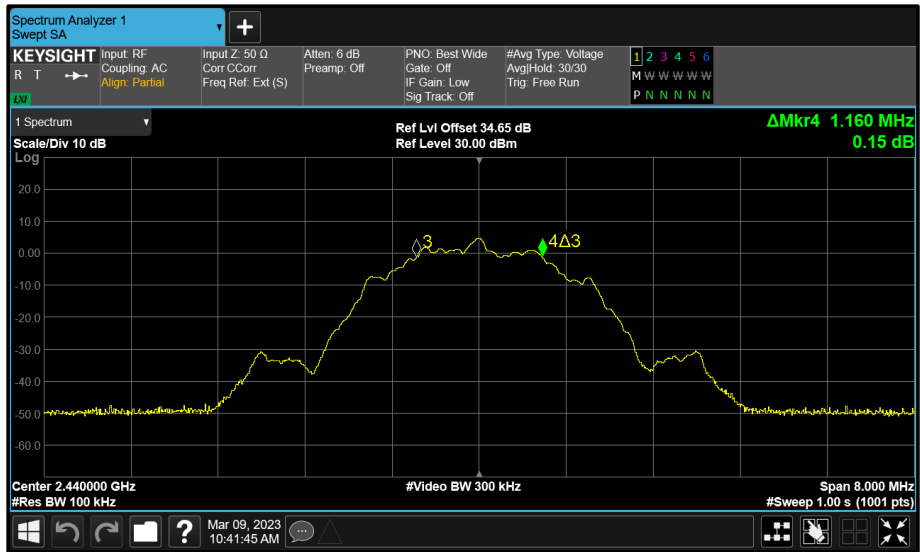 Spectrum Analyzer 1
Swept SA
+
KEYSIGHT
R T
LXI
Input: RF
Coupling: AC
Align: Partial
Input Z: 50 Ω
Corr CCorr
Freq Ref: Ext (S)
Atten: 6 dB
Preamp: Off
PNO: Best Wide
Gate: Off
IF Gain: Low
Sig Track: Off
#Avg Type: Voltage
Avg|Hold: 30/30
Trig: Free Run
1 2 3 4 5 6
M W W W W W
P N N N N N
1 Spectrum
Scale/Div 10 dB
Ref Lvl Offset 34.65 dB
Ref Level 30.00 dBm
ΔMkr4 1.160 MHz
0.15 dB
Log
20.0
10.0
0.00
-10.0
-20.0
-30.0
-40.0
-50.0
-60.0
3
4Δ3
Center 2.440000 GHz
#Res BW 100 kHz
#Video BW 300 kHz
Span 8.000 MHz
#Sweep 1.00 s (1001 pts)
?
Mar 09, 2023
10:41:45 AM